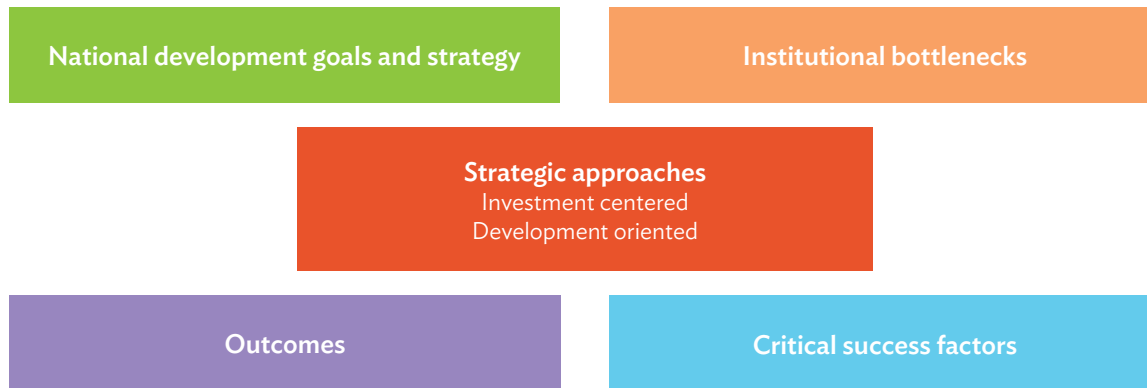 National development goals and strategy
Institutional bottlenecks
Strategic approaches
Investment centered
Development oriented
Outcomes
Critical success factors